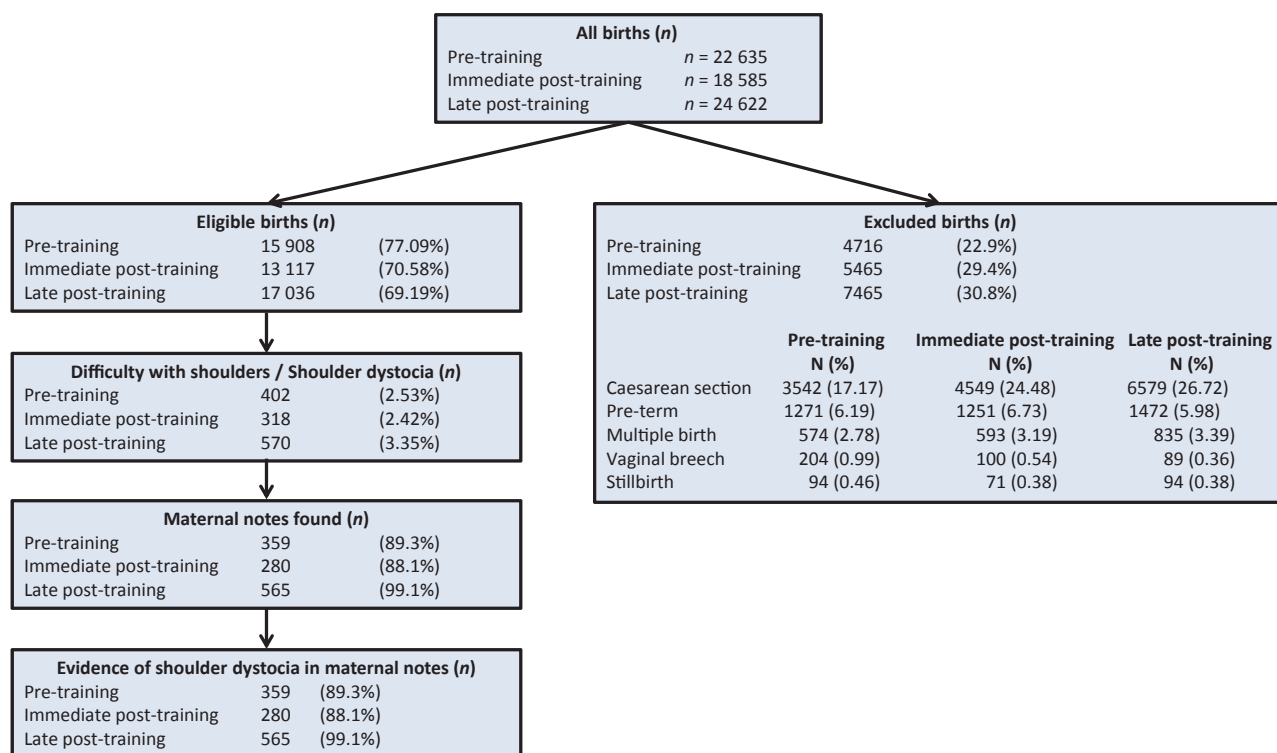 All births (n)
Pre-training n = 22 635
Immediate post-training n = 18 585
Late post-training n = 24 622
Eligible births (n)
Pre-training 15 908 (77.09%)
Immediate post-training 13 117 (70.58%)
Late post-training 17 036 (69.19%)
Difficulty with shoulders / Shoulder dystocia (n)
Pre-training 402 (2.53%)
Immediate post-training 318 (2.42%)
Late post-training 570 (3.35%)
Maternal notes found (n)
Pre-training 359 (89.3%)
Immediate post-training 280 (88.1%)
Late post-training 565 (99.1%)
Evidence of shoulder dystocia in maternal notes (n)
Pre-training 359 (89.3%)
Immediate post-training 280 (88.1%)
Late post-training 565 (99.1%)
Excluded births (n)
Pre-training 4716 (22.9%)
Immediate post-training 5465 (29.4%)
Late post-training 7465 (30.8%)
Pre-training Immediate post-training Late post-training
N (%) N (%) N (%)
Caesarean section 3542 (17.17) 4549 (24.48) 6579 (26.72)
Pre-term 1271 (6.19) 1251 (6.73) 1472 (5.98)
Multiple birth 574 (2.78) 593 (3.19) 835 (3.39)
Vaginal breech 204 (0.99) 100 (0.54) 89 (0.36)
Stillbirth 94 (0.46) 71 (0.38) 94 (0.38)